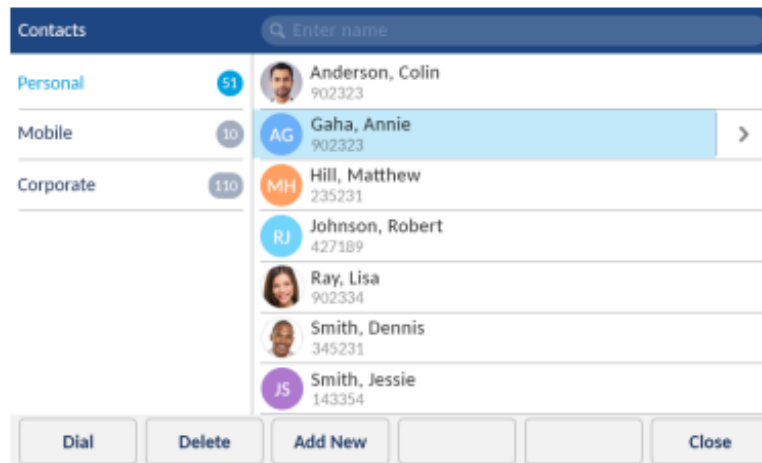 Contacts
Enter name
Personal 51
Mobile 10
Corporate 110
Anderson, Colin
902323
AG
Gaha, Annie
902323
MH
Hill, Matthew
235231
RJ
Johnson, Robert
427189
Ray, Lisa
902334
Smith, Dennis
345231
JS
Smith, Jessie
143354
Dial Delete Add New Close